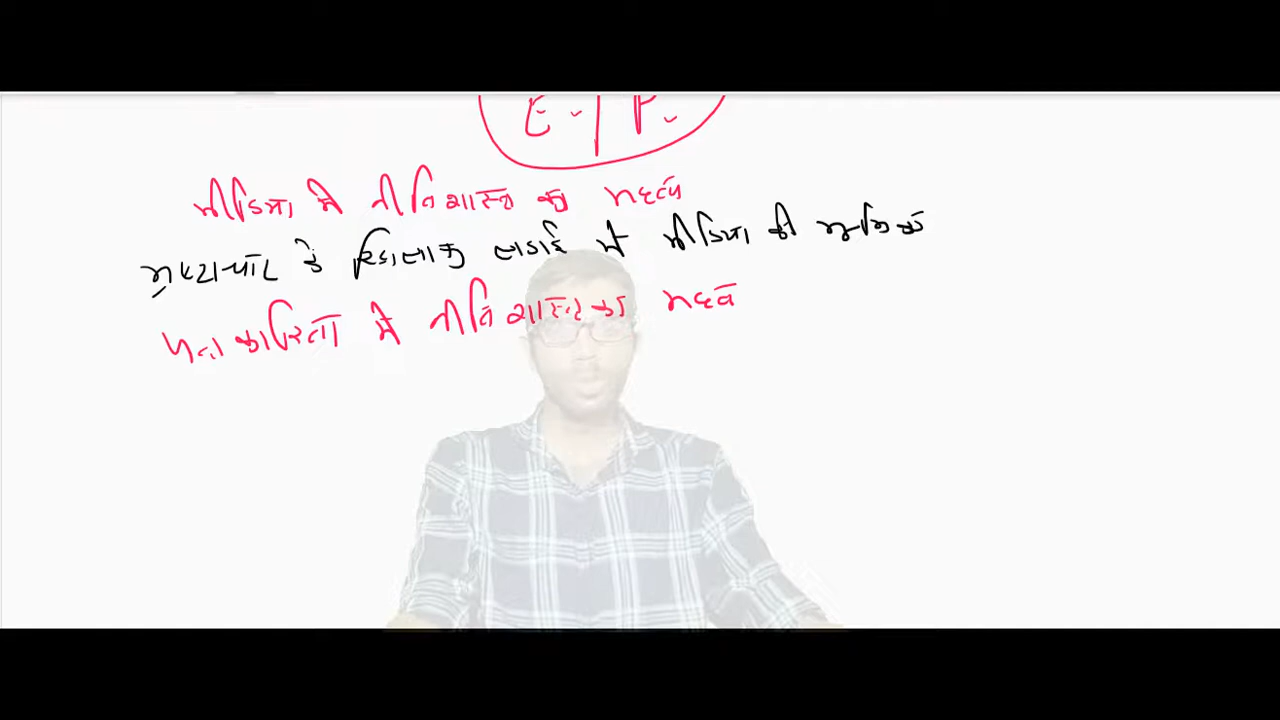 E / P
मीडिया में नीतिशास्त्र का महत्व
भ्रष्टाचार के खिलाफ लडाई में मीडिया की भूमिका
पत्रकारिता में नीतिशास्त्र का महत्व